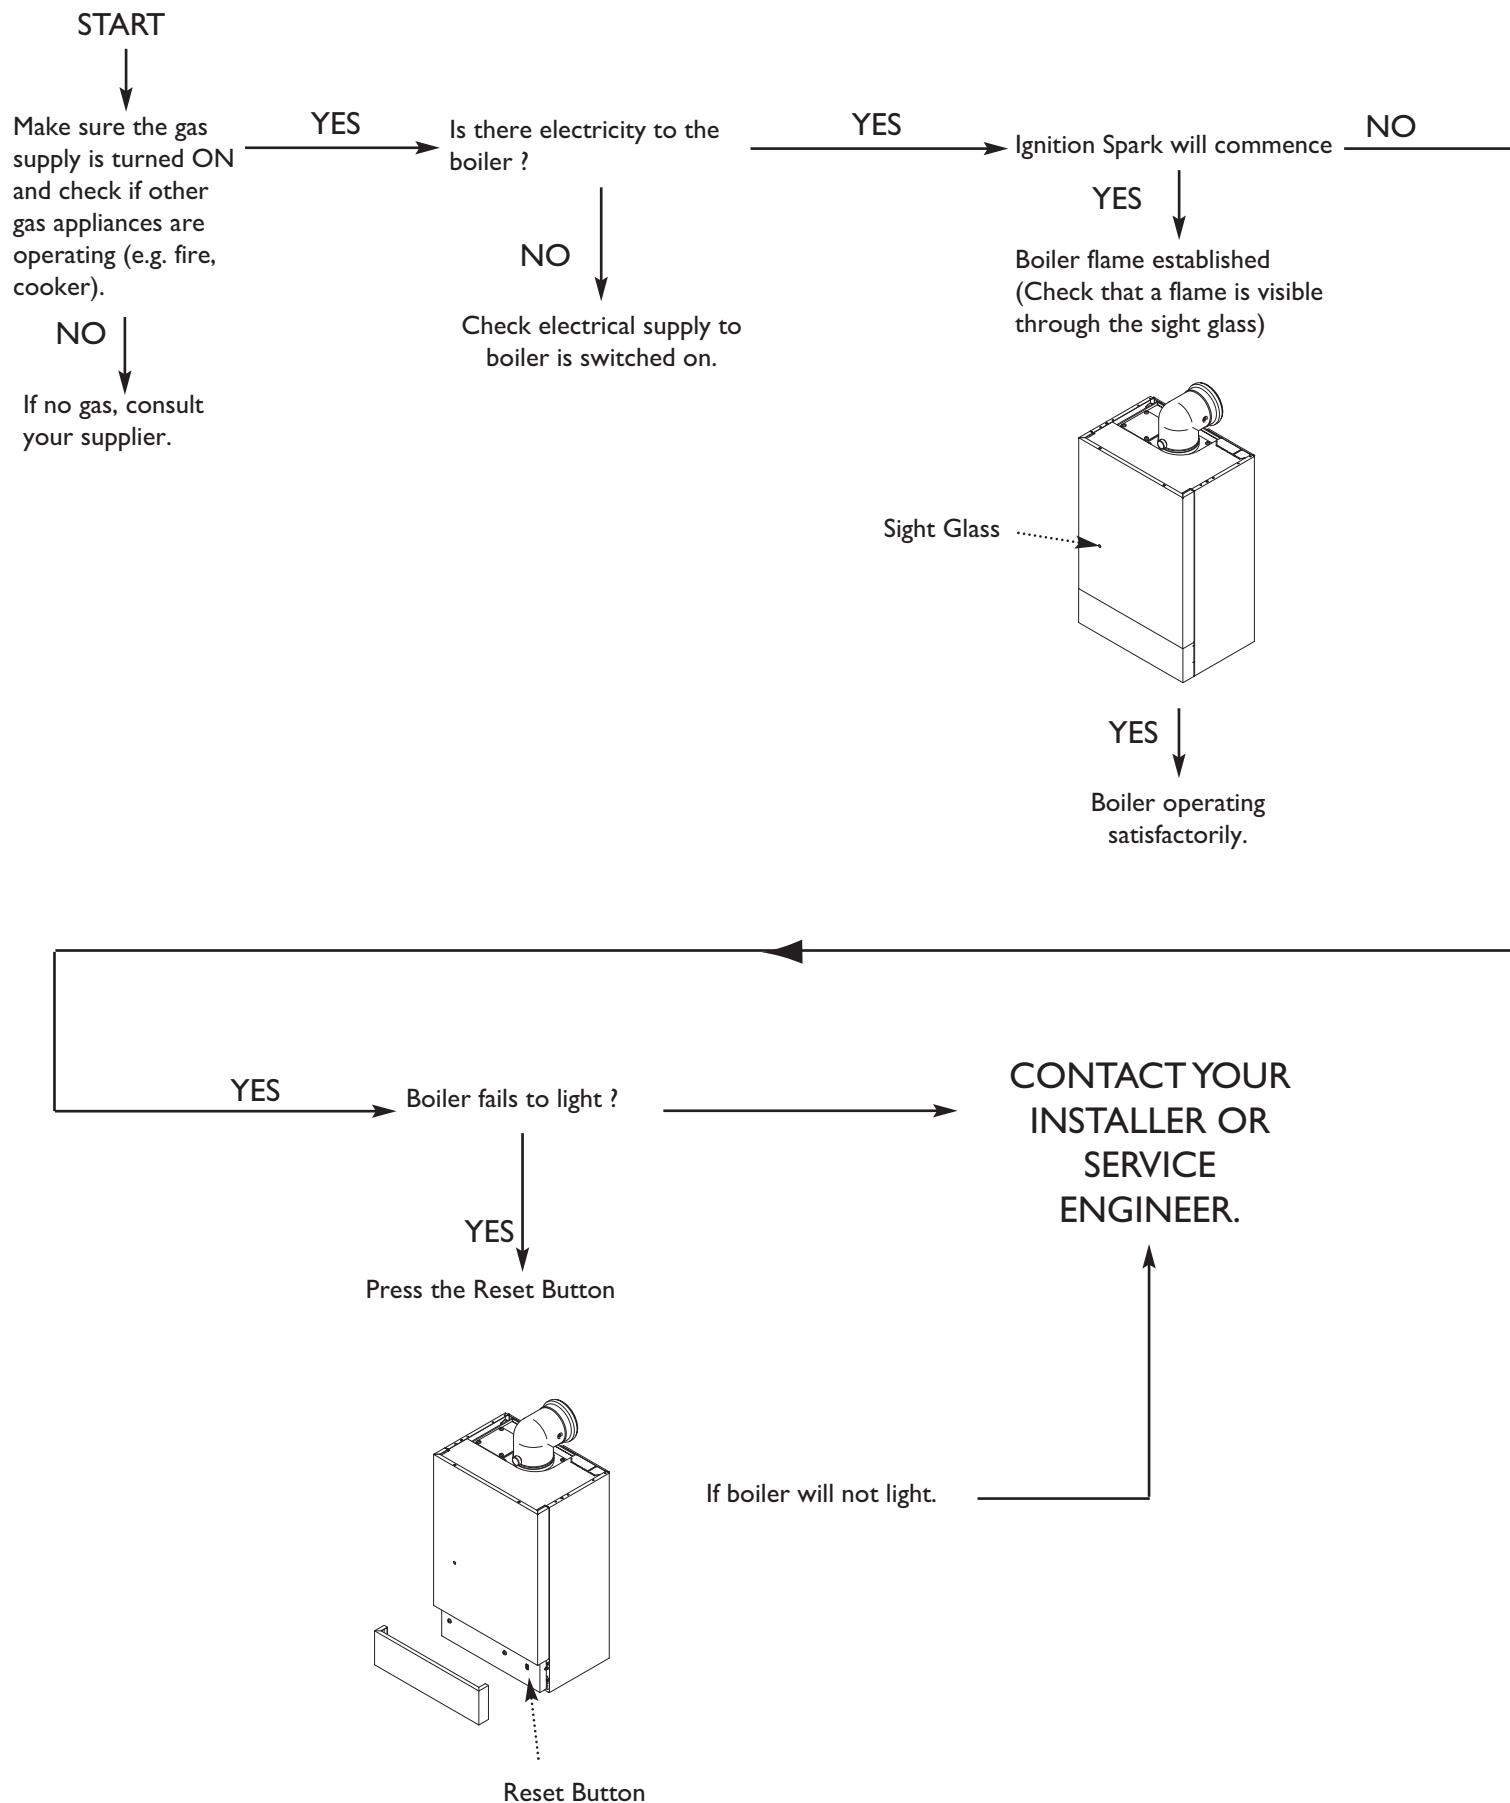 START
Make sure the gas
supply is turned ON
and check if other
gas appliances are
operating (e.g. fire,
cooker).
YES
Is there electricity to the
boiler ?
YES
Ignition Spark will commence
NO
NO
If no gas, consult
your supplier.
NO
Check electrical supply to
boiler is switched on.
YES
Boiler flame established
(Check that a flame is visible
through the sight glass)
Sight Glass
YES
Boiler operating
satisfactorily.
YES
Boiler fails to light ?
CONTACT YOUR
INSTALLER OR
SERVICE
ENGINEER.
YES
Press the Reset Button
If boiler will not light.
Reset Button